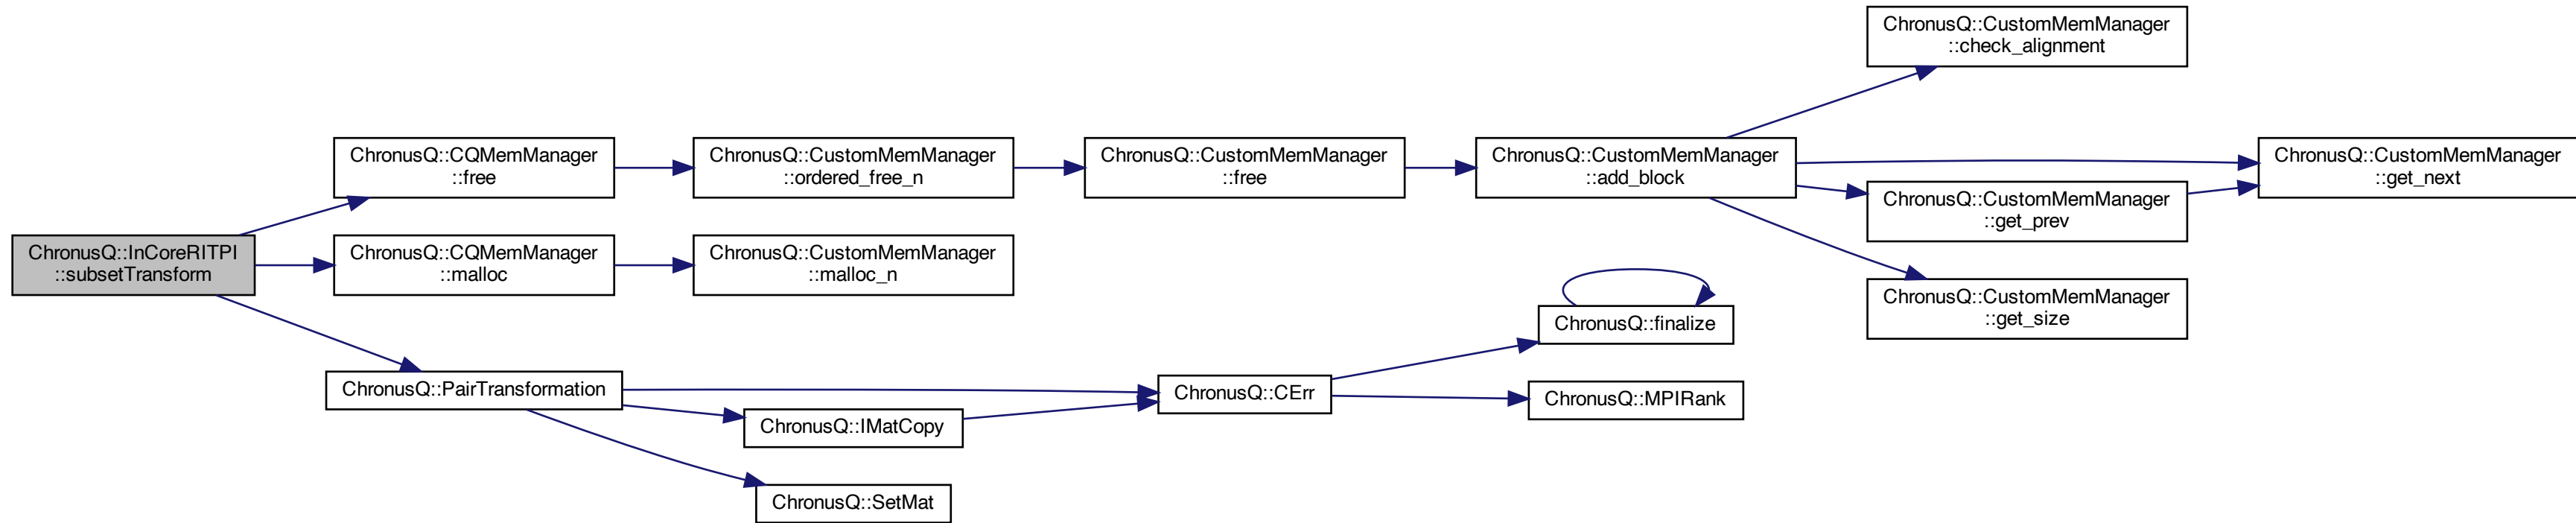 ChronusQ::InCoreRITPI
::subsetTransform
ChronusQ::CQMemManager
::free
ChronusQ::CustomMemManager
::ordered_free_n
ChronusQ::CustomMemManager
::free
ChronusQ::CustomMemManager
::add_block
ChronusQ::CustomMemManager
::check_alignment
ChronusQ::CustomMemManager
::get_next
ChronusQ::CustomMemManager
::get_prev
ChronusQ::CustomMemManager
::get_size
ChronusQ::CQMemManager
::malloc
ChronusQ::CustomMemManager
::malloc_n
ChronusQ::PairTransformation
ChronusQ::CErr
ChronusQ::finalize
ChronusQ::MPIRank
ChronusQ::IMatCopy
ChronusQ::SetMat